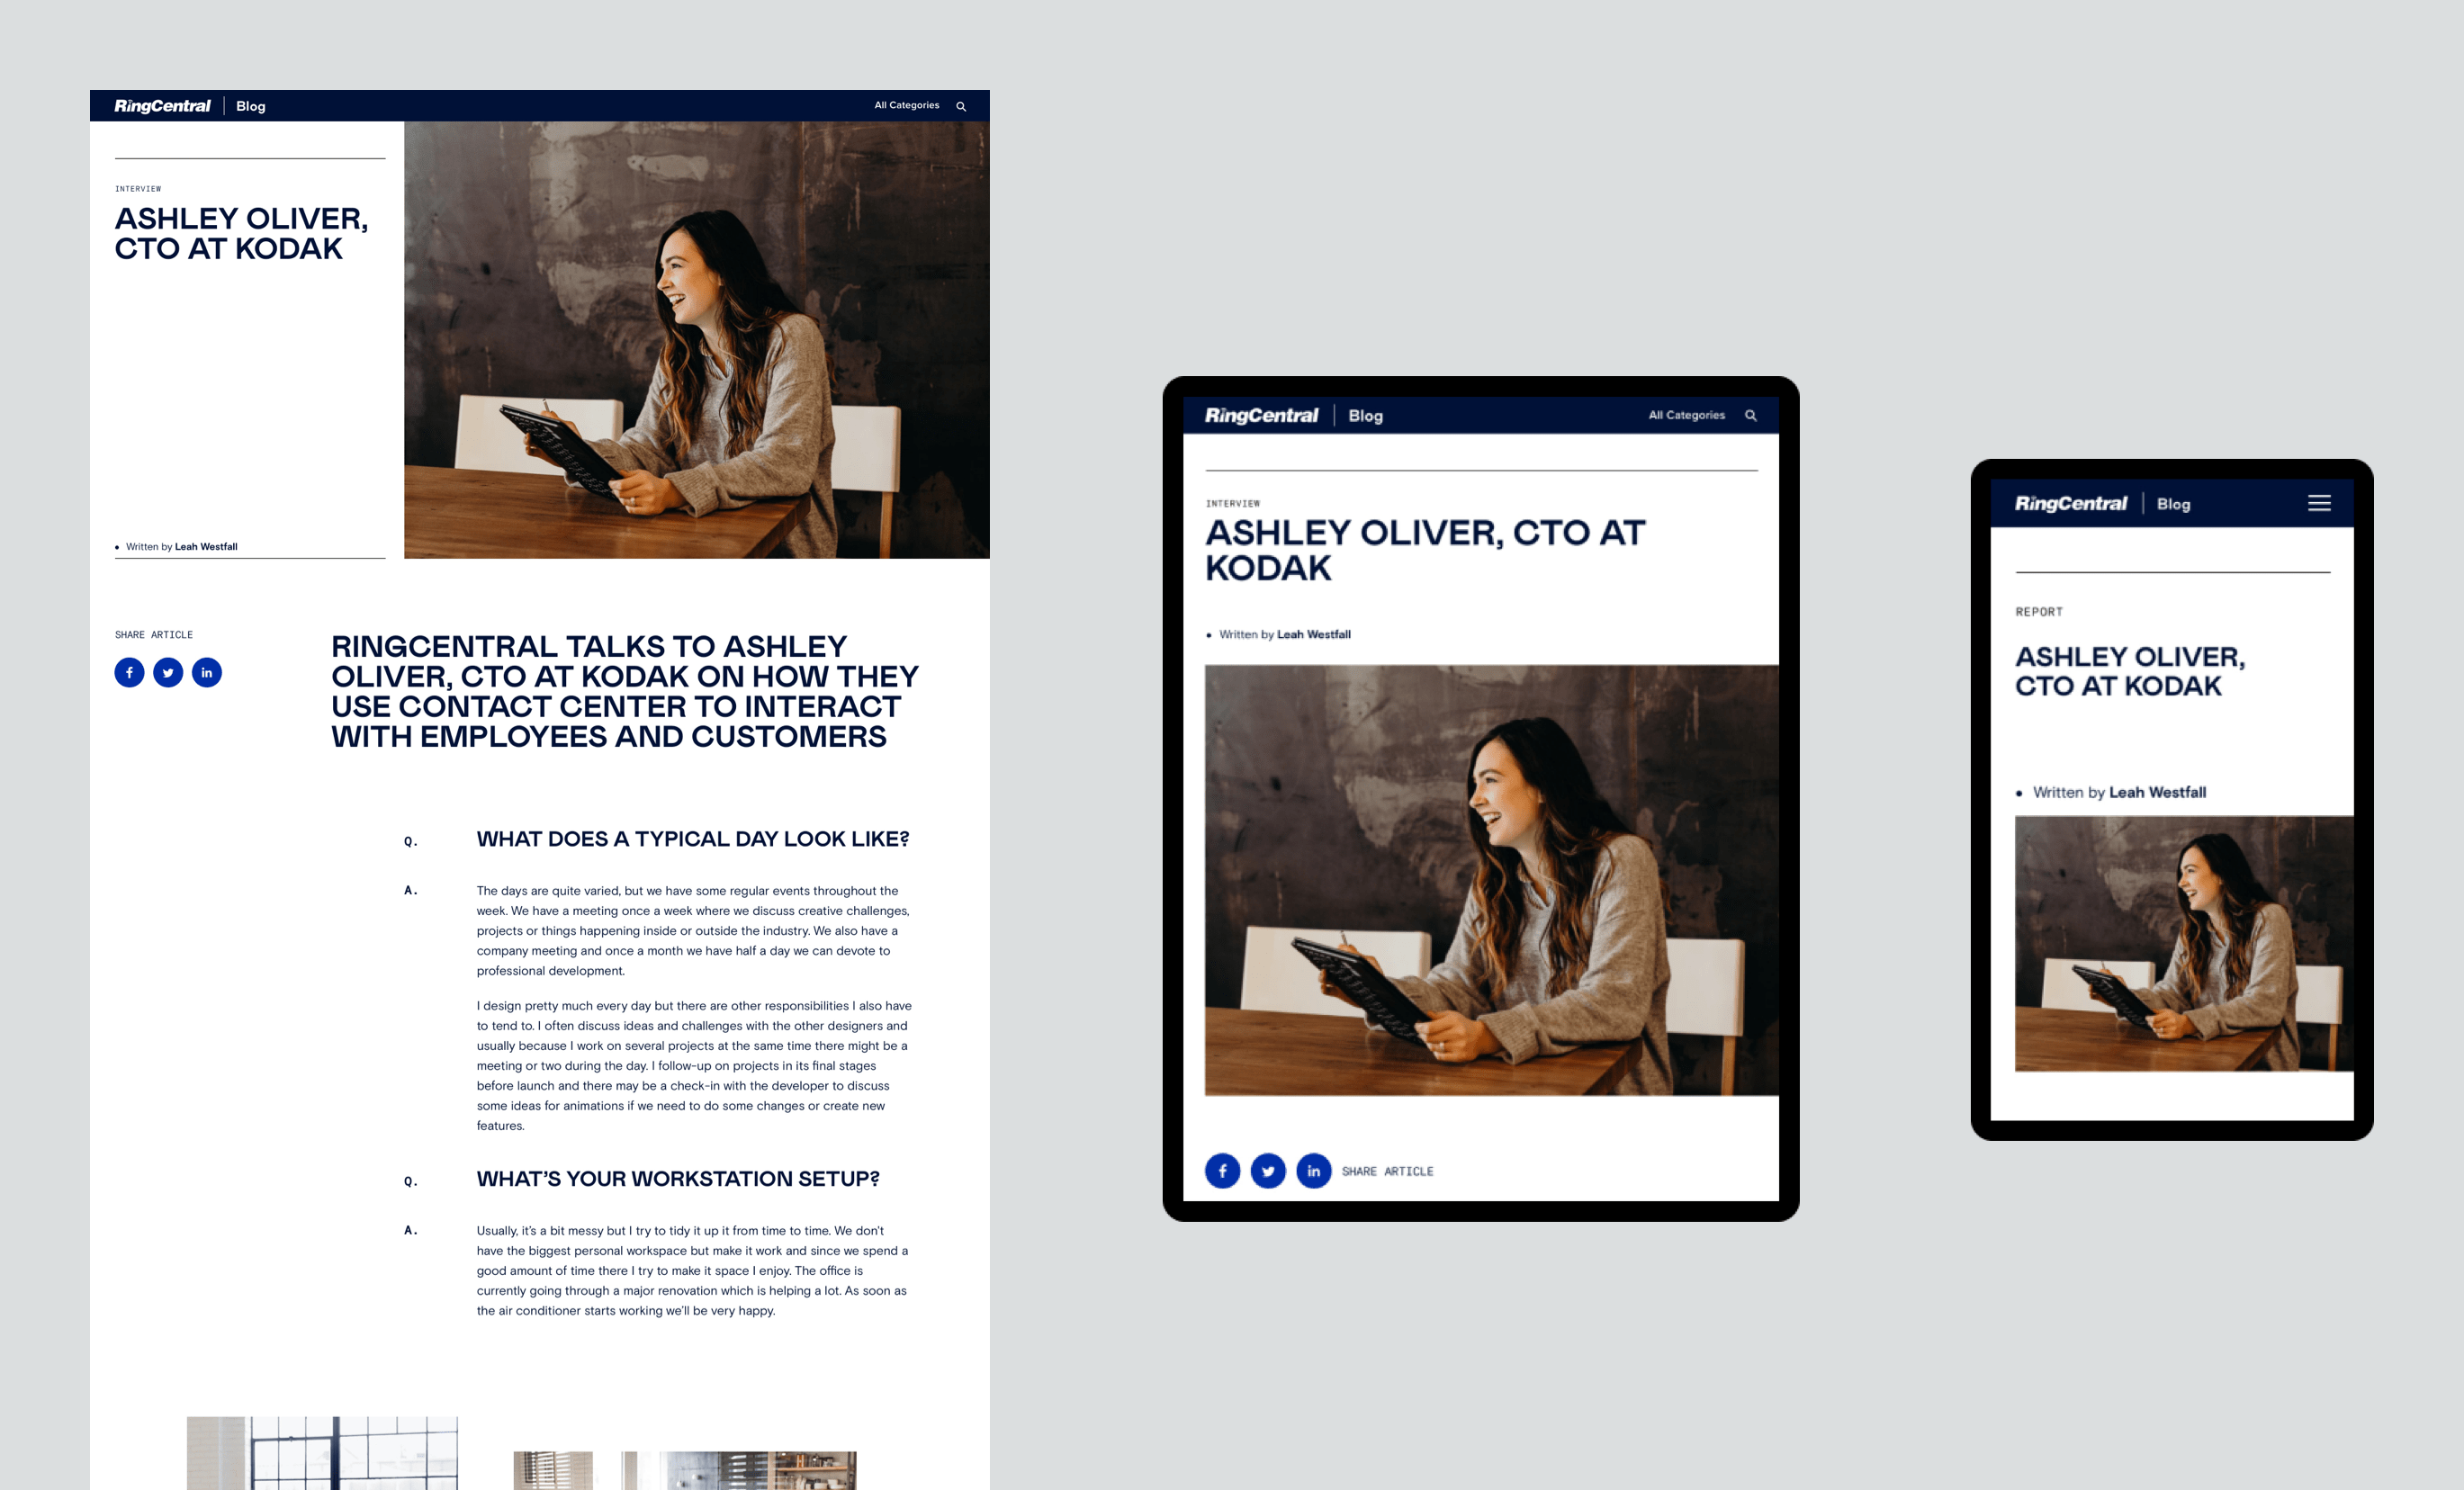 RingCentral | Blog
All Categories
INTERVIEW
ASHLEY OLIVER,
CTO AT KODAK
• Written by Leah Westfall
SHARE ARTICLE
RINGCENTRAL TALKS TO ASHLEY
OLIVER, CTO AT KODAK ON HOW THEY
USE CONTACT CENTER TO INTERACT
WITH EMPLOYEES AND CUSTOMERS
Q. WHAT DOES A TYPICAL DAY LOOK LIKE?
A. The days are quite varied, but we have some regular events throughout the
week. We have a meeting once a week where we discuss creative challenges,
projects or things happening inside or outside the industry. We also have a
company meeting and once a month we have half a day we can devote to
professional development.
I design pretty much every day but there are other responsibilities I also have
to tend to. I often discuss ideas and challenges with the other designers and
usually because I work on several projects at the same time there might be a
meeting or two during the day. I follow-up on projects in its final stages
before launch and there may be a check-in with the developer to discuss
some ideas for animations if we need to do some changes or create new
features.
Q. WHAT'S YOUR WORKSTATION SETUP?
A. Usually, it's a bit messy but I try to tidy it up it from time to time. We don't
have the biggest personal workspace but make it work and since we spend a
good amount of time there I try to make it space I enjoy. The office is
currently going through a major renovation which is helping a lot. As soon as
the air conditioner starts working we'll be very happy.
RingCentral | Blog
All Categories
INTERVIEW
ASHLEY OLIVER, CTO AT
KODAK
• Written by Leah Westfall
SHARE ARTICLE
RingCentral | Blog
REPORT
ASHLEY OLIVER,
CTO AT KODAK
• Written by Leah Westfall